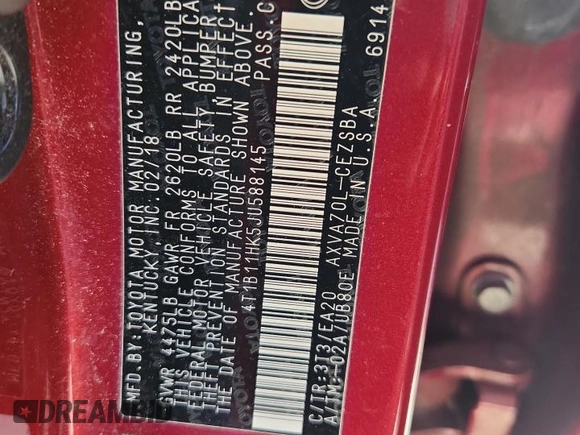 MFD. BY: TOYOTA MOTOR MANUFACTURING,
KENTUCKY, INC. 02/18
GVWR 4475LB GAWR FR 2620LB RR 2420LB
THIS VEHICLE CONFORMS TO ALL APPLICA
FEDERAL MOTOR VEHICLE SAFETY, BUMPER
THEFT PREVENTION STANDARDS IN EFFECT
THE DATE OF MANUFACTURE SHOWN ABOVE.
4T1B11HK5JU588145 PASS.C
C/TR:3T3/EA20 AXVA70L-CEZSBA
A/TM:-02A/UB80E MADE IN U.S.A. 6914
DREAMBID